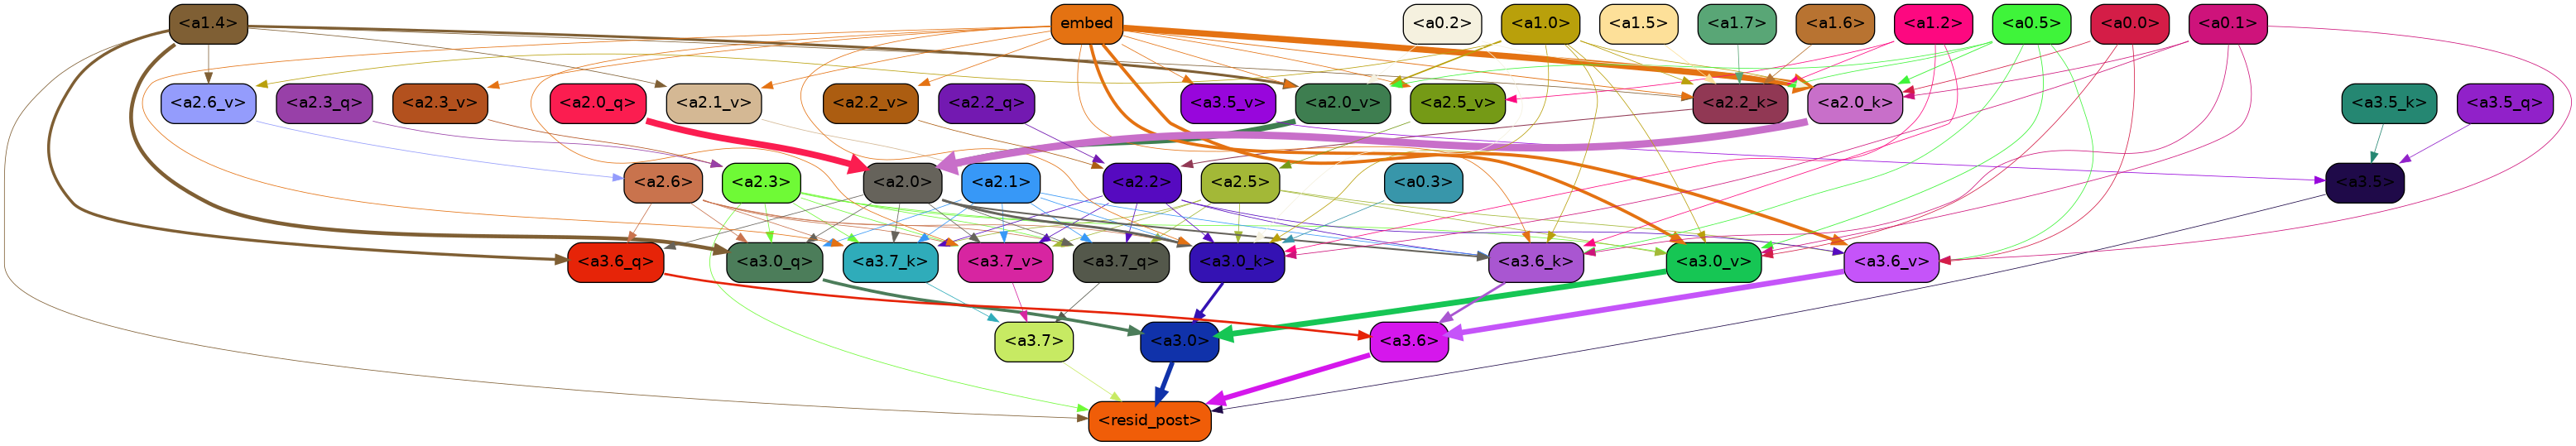 <a1.4> embed <a0.2> <a1.0> <a1.5> <a1.7> <a1.6> <a1.2> <a0.5> <a0.0> <a0.1>
<a2.6_v> <a2.3_q> <a2.3_v> <a2.0_q> <a2.1_v> <a2.2_v> <a2.2_q> <a3.5_v> <a2.0_v> <a2.5_v> <a2.2_k> <a2.0_k> <a3.5_k> <a3.5_q>
<a2.6> <a2.3> <a2.0> <a2.1> <a2.2> <a2.5> <a0.3> <a3.5>
<a3.6_q> <a3.0_q> <a3.7_k> <a3.7_v> <a3.7_q> <a3.0_k> <a3.6_k> <a3.0_v> <a3.6_v>
<a3.7> <a3.0> <a3.6>
<resid_post>